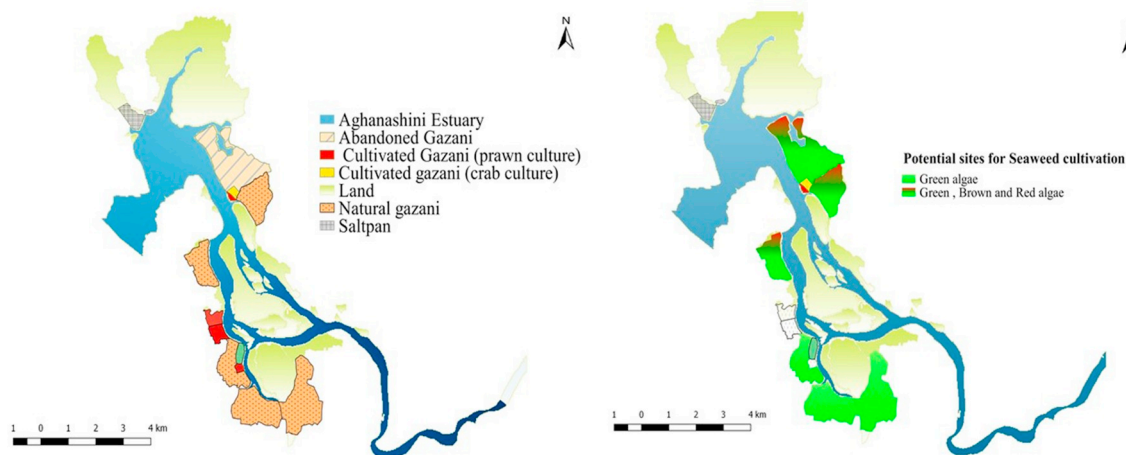 N
Aghanashini Estuary
Abandoned Gazani
Cultivated Gazani (prawn culture)
Cultivated gazani (crab culture)
Land
Natural gazani
Saltpan
1 0 1 2 3 4 km
Potential sites for Seaweed cultivation
Green algae
Green , Brown and Red algae
1 0 1 2 3 4 km